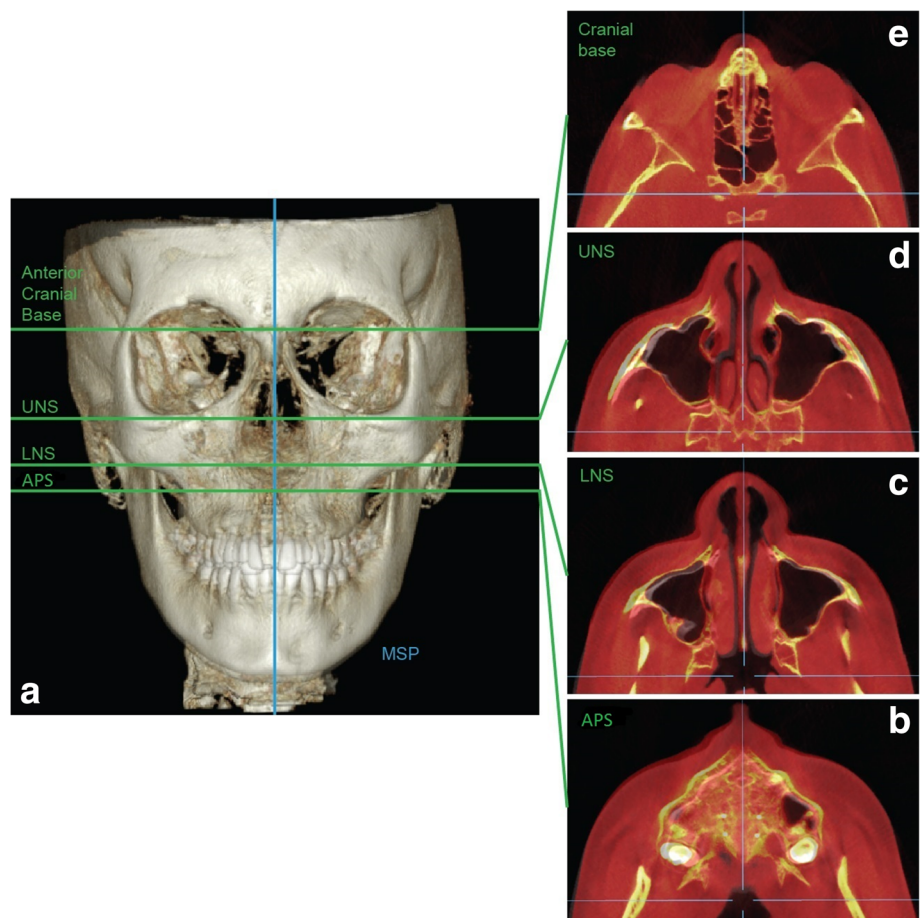 Anterior
Cranial
Base
UNS
LNS
APS
MSP
a
Cranial
base
e
UNS
d
LNS
c
APS
b